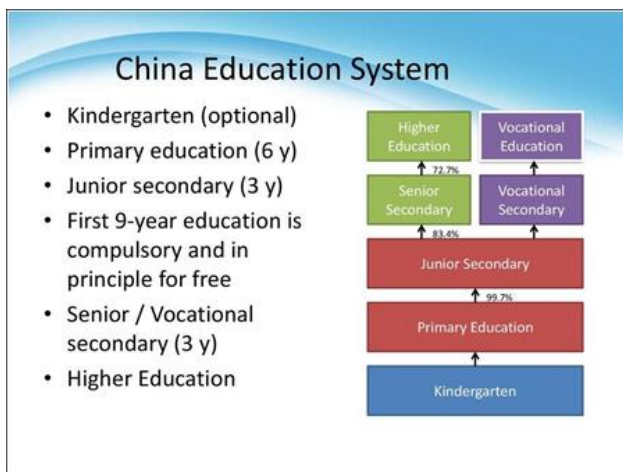 China Education System
• Kindergarten (optional)
• Primary education (6 y)
• Junior secondary (3 y)
• First 9-year education is
compulsory and in
principle for free
• Senior / Vocational
secondary (3 y)
• Higher Education
Higher
Education
Vocational
Education
72.7%
Senior
Secondary
Vocational
Secondary
83.4%
Junior Secondary
99.7%
Primary Education
Kindergarten